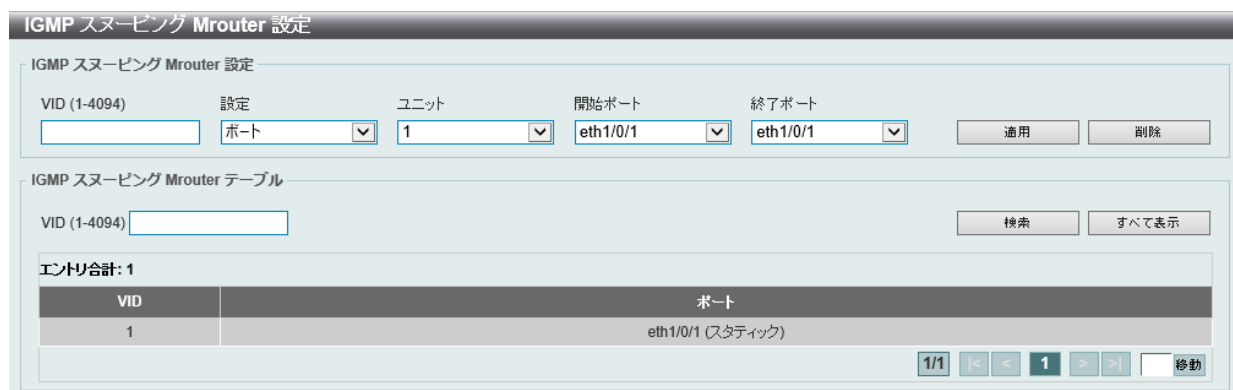 IGMP スヌーピング Mrouter 設定
IGMP スヌーピング Mrouter 設定
VID (1-4094) 設定 ユニット 開始ポート 終了ポート
ポート 1 eth1/0/1 eth1/0/1 適用 削除
IGMP スヌーピング Mrouter テーブル
VID (1-4094) 検索 すべて表示
エントリ合計: 1
VID ポート
1 eth1/0/1 (スタティック)
1/1 |< < 1 > >| 移動